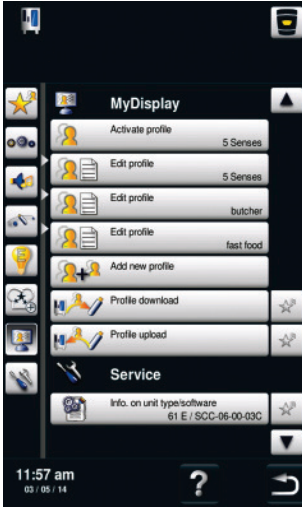 MyDisplay
Activate profile
5 Senses
Edit profile
5 Senses
Edit profile
butcher
Edit profile
fast food
Add new profile
Profile download
Profile upload
Service
Info. on unit type/software
61 E / SCC-06-00-03C
11:57 am
03 / 05 / 14
?